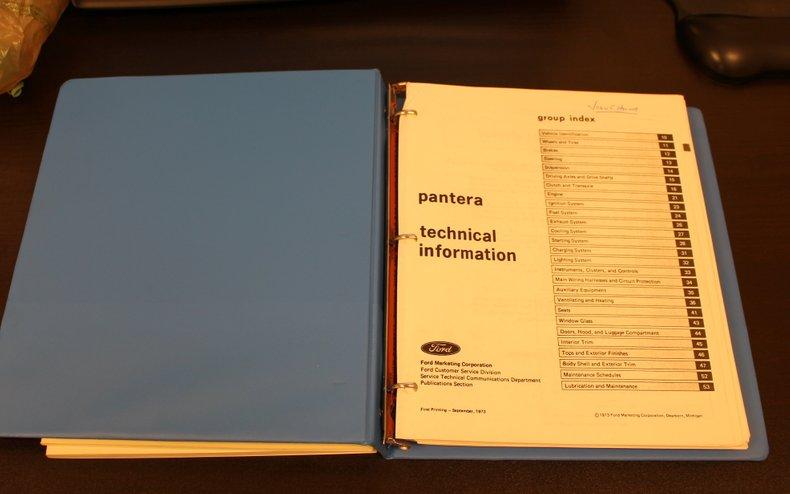 group index
Vehicle Identification 10
Wheels and Tires 11
Brakes 12
Steering 13
Suspension 14
Driving Axles and Drive Shafts 15
Clutch and Transaxle 16
Engine 21
Ignition System 23
Fuel System 24
Exhaust System 26
Cooling System 27
Starting System 28
Charging System 31
Lighting System 32
Instruments, Clusters, and Controls 33
Main Wiring Harnesses and Circuit Protection 34
Auxiliary Equipment 35
Ventilating and Heating 36
Seats 41
Window Glass 43
Doors, Hood, and Luggage Compartment 44
Interior Trim 45
Tops and Exterior Finishes 46
Body Shell and Exterior Trim 47
Maintenance Schedules 52
Lubrication and Maintenance 53
pantera
technical
information
Ford
Ford Marketing Corporation
Ford Customer Service Division
Service Technical Communications Department
Publications Section
First Printing – September, 1973
©1973 Ford Marketing Corporation, Dearborn, Michigan